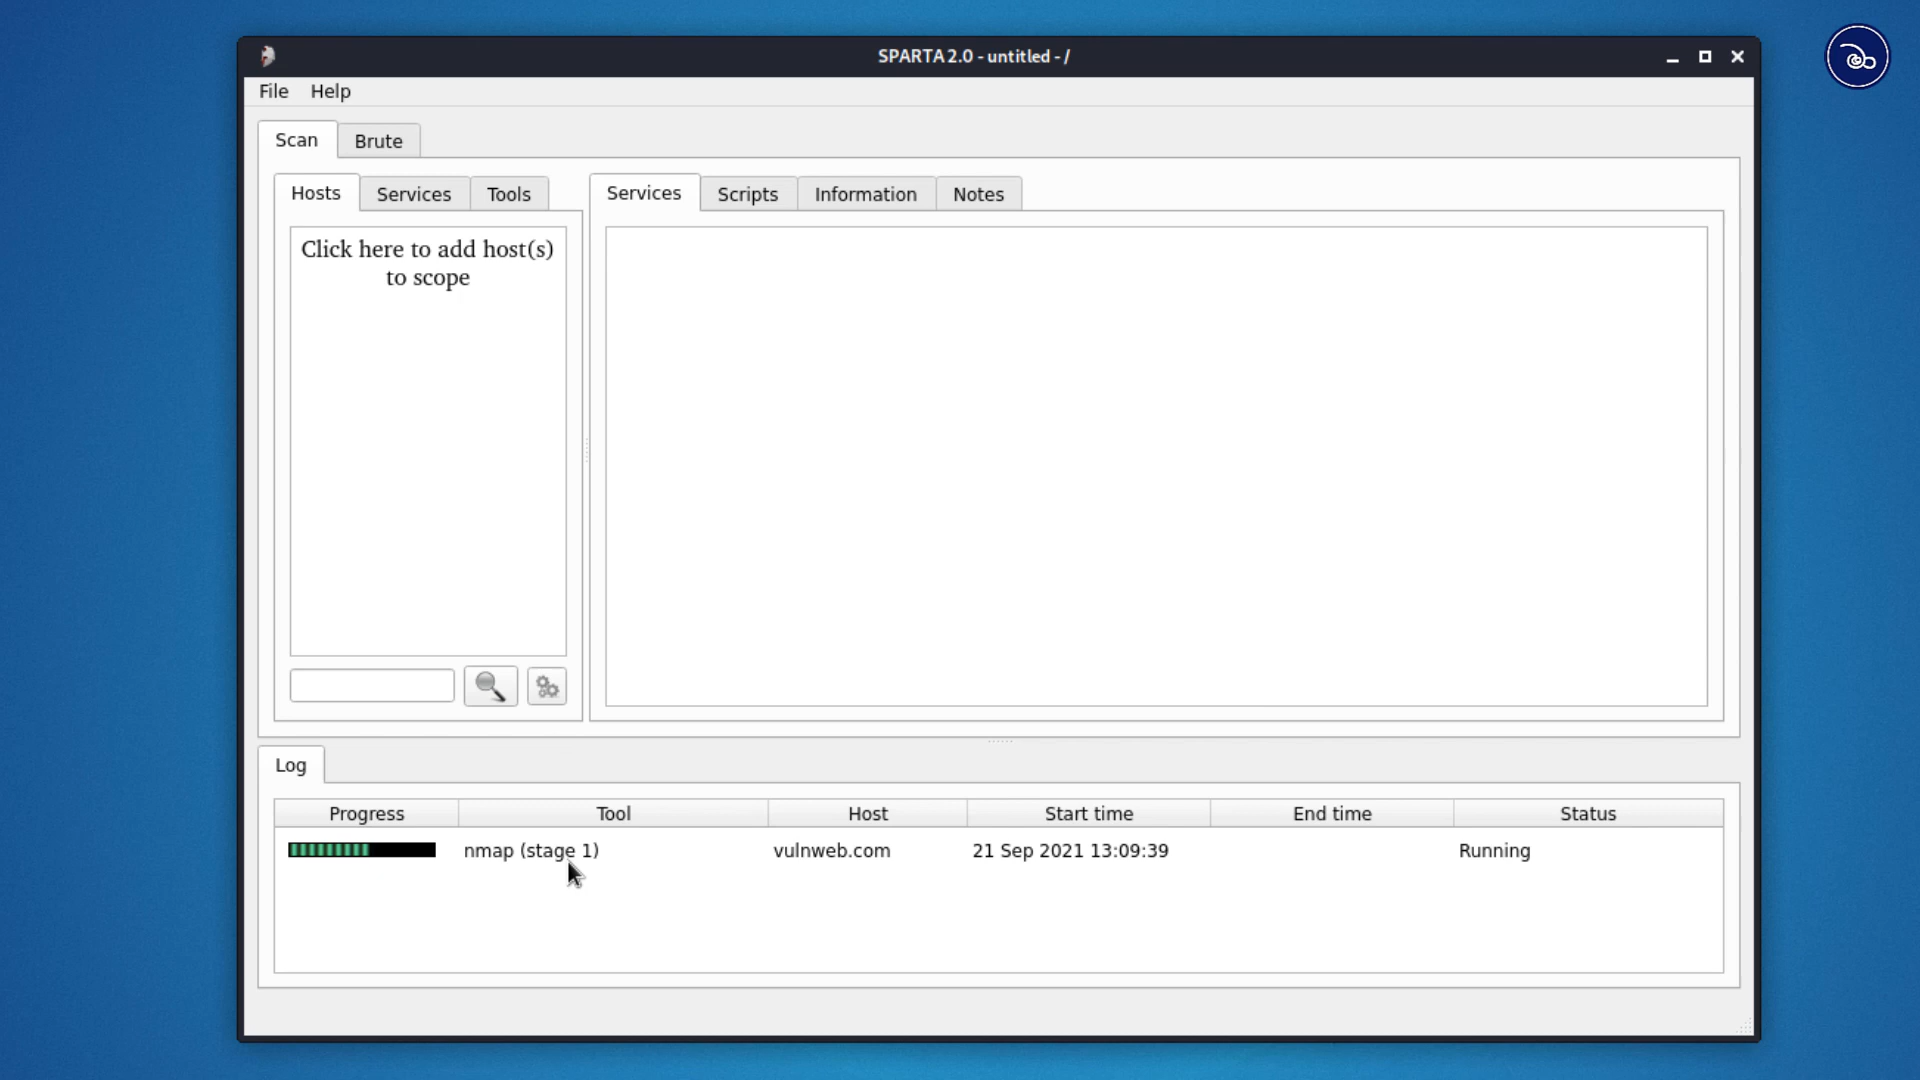 SPARTA 2.0 - untitled - /
File Help
Scan Brute
Hosts Services Tools
Services Scripts Information Notes
Click here to add host(s)
to scope
Log
Progress Tool Host Start time End time Status
nmap (stage 1) vulnweb.com 21 Sep 2021 13:09:39 Running